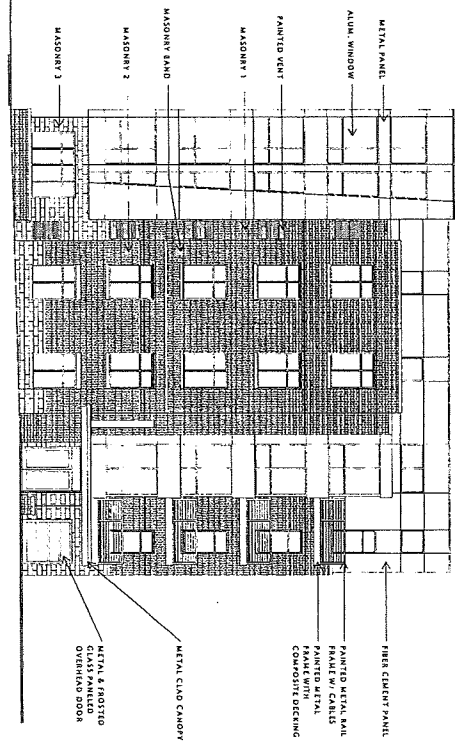 METAL PANEL
ALUM. WINDOW
PAINTED VENT
MASONRY 1
MASONRY BAND
MASONRY 2
MASONRY 3
FIBER CEMENT PANEL
PAINTED METAL RAIL
FRAME W/ CABLES
PAINTED METAL
FRAME WITH
COMPOSITE DECKING
METAL CLAD CANOPY
METAL & FROSTED
GLASS PANELED
OVERHEAD DOOR